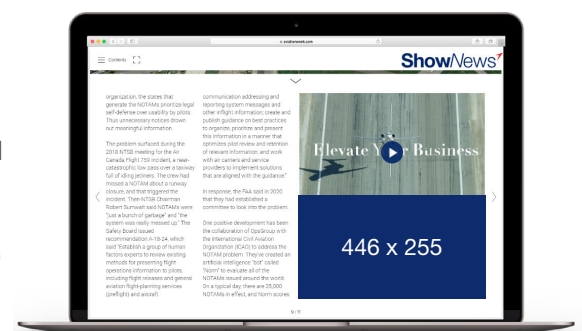 aviationweek.com
Contents
ShowNews
organization, the states that
generate the NOTAMs prioritize legal
self-defense over usability by pilots.
Thus unnecessary notices drown
out meaningful information.
The problem surfaced during the
2018 NTSB meeting for the Air
Canada Flight 759 incident, a near-
catastrophic low pass over a taxiway
full of idling jetliners. The crew had
missed a NOTAM about a runway
closure, and that triggered the
incident. Then NTSB Chairman
Robert Sumwalt said NOTAMs were
"just a bunch of garbage" and "the
system was really messed up." The
Safety Board issued
recommendation A-18-24, which
said "Establish a group of human
factors experts to review existing
methods for presenting flight
operations information to pilots,
including flight releases and general
aviation flight-planning services
(preflight) and aircraft
communication addressing and
reporting system messages and
other inflight information; create and
publish guidance on best practices
to organize, prioritize and present
this information in a manner that
optimizes pilot review and retention
of relevant information; and work
with air carriers and service
providers to implement solutions
that are aligned with the guidance."
In response, the FAA said in 2020
that they had established a
committee to look into the problem.
One positive development has been
the collaboration of OpsGroup with
the International Civil Aviation
Organization (ICAO) to address the
NOTAM problem. They've created an
artificial intelligence "bot" called
"Norm" to evaluate all of the
NOTAMs issued around the world.
On a typical day, there are 35,000
NOTAMs in effect, and Norm scores
Elevate Your Business
446 x 255